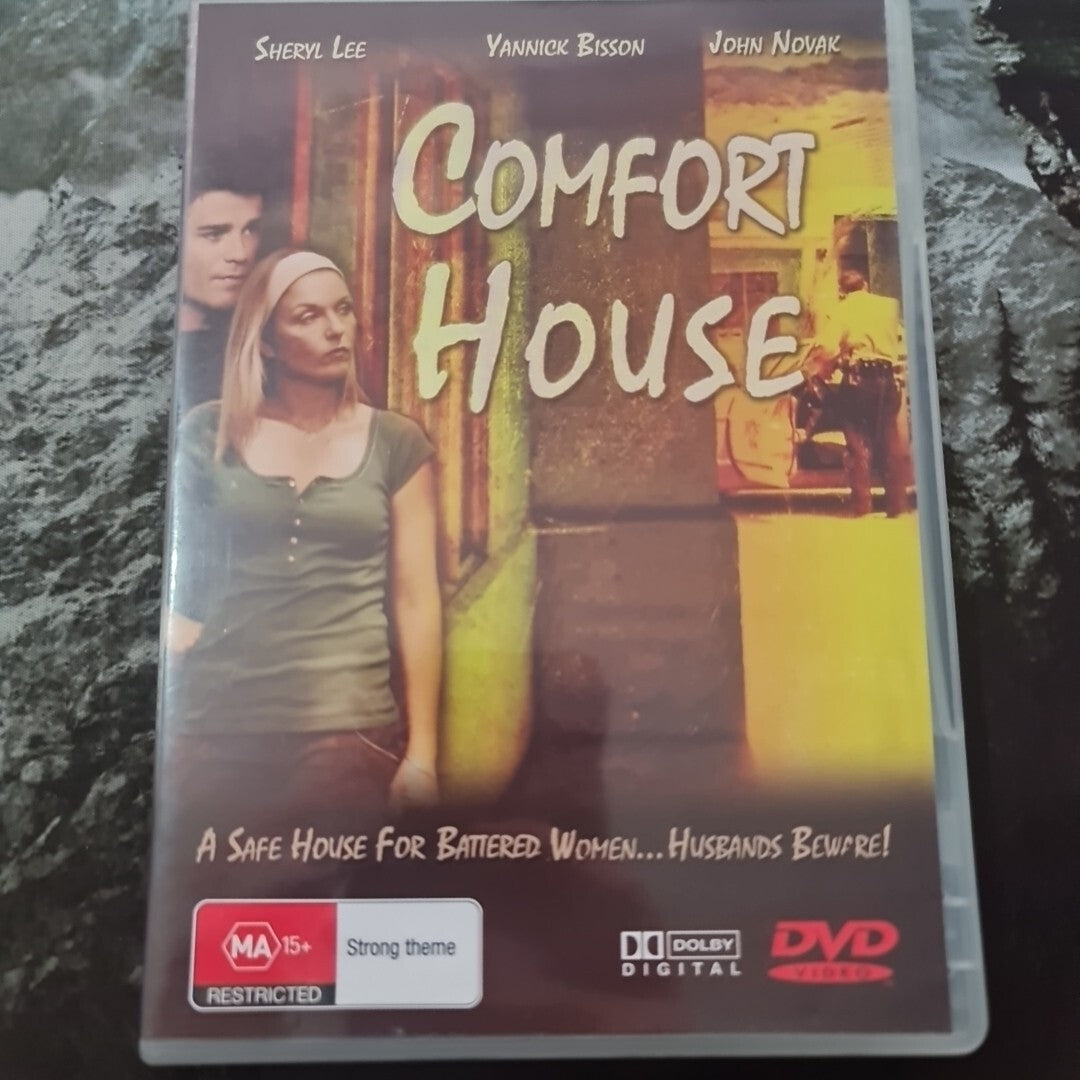 SHERYL LEE YANNICK BISSON JOHN NOVAK
COMFORT
HOUSE
A SAFE HOUSE FOR BATTERED WOMEN... HUSBANDS BEWARE!
MA 15+ Strong theme
RESTRICTED
DOLBY
DIGITAL
DVD
VIDEO